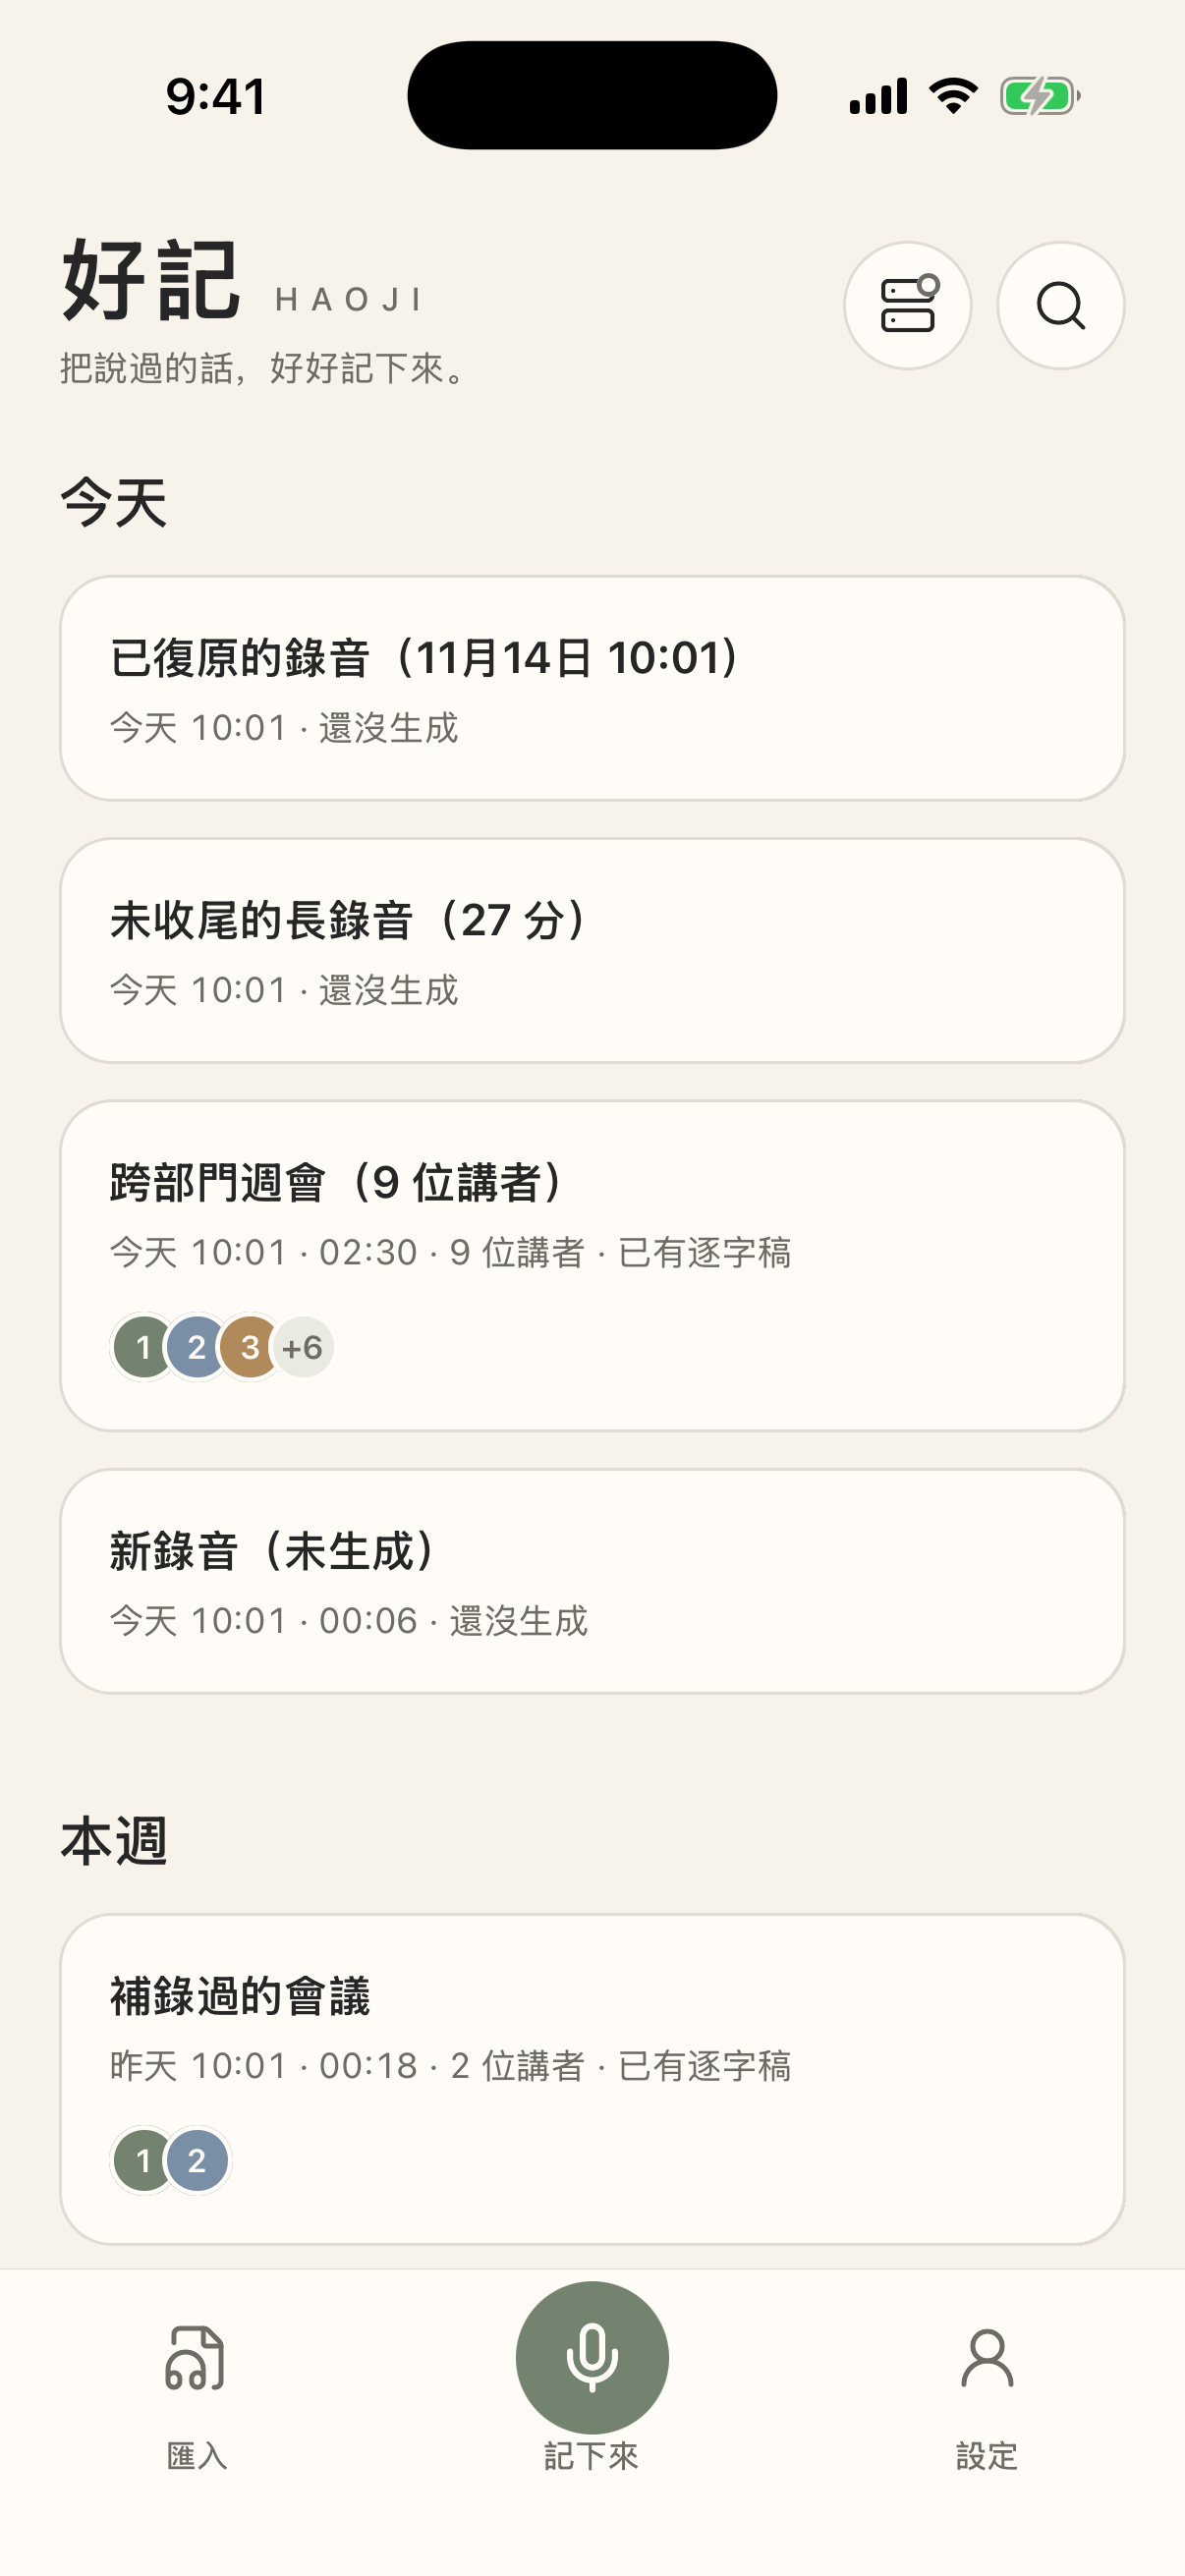 9:41
好記 HAOJI
把說過的話，好好記下來。
今天
已復原的錄音（11月14日 10:01）
今天 10:01 · 還沒生成
未收尾的長錄音（27 分）
今天 10:01 · 還沒生成
跨部門週會（9 位講者）
今天 10:01 · 02:30 · 9 位講者 · 已有逐字稿
1 2 3 +6
新錄音（未生成）
今天 10:01 · 00:06 · 還沒生成
本週
補錄過的會議
昨天 10:01 · 00:18 · 2 位講者 · 已有逐字稿
1 2
匯入 記下來 設定